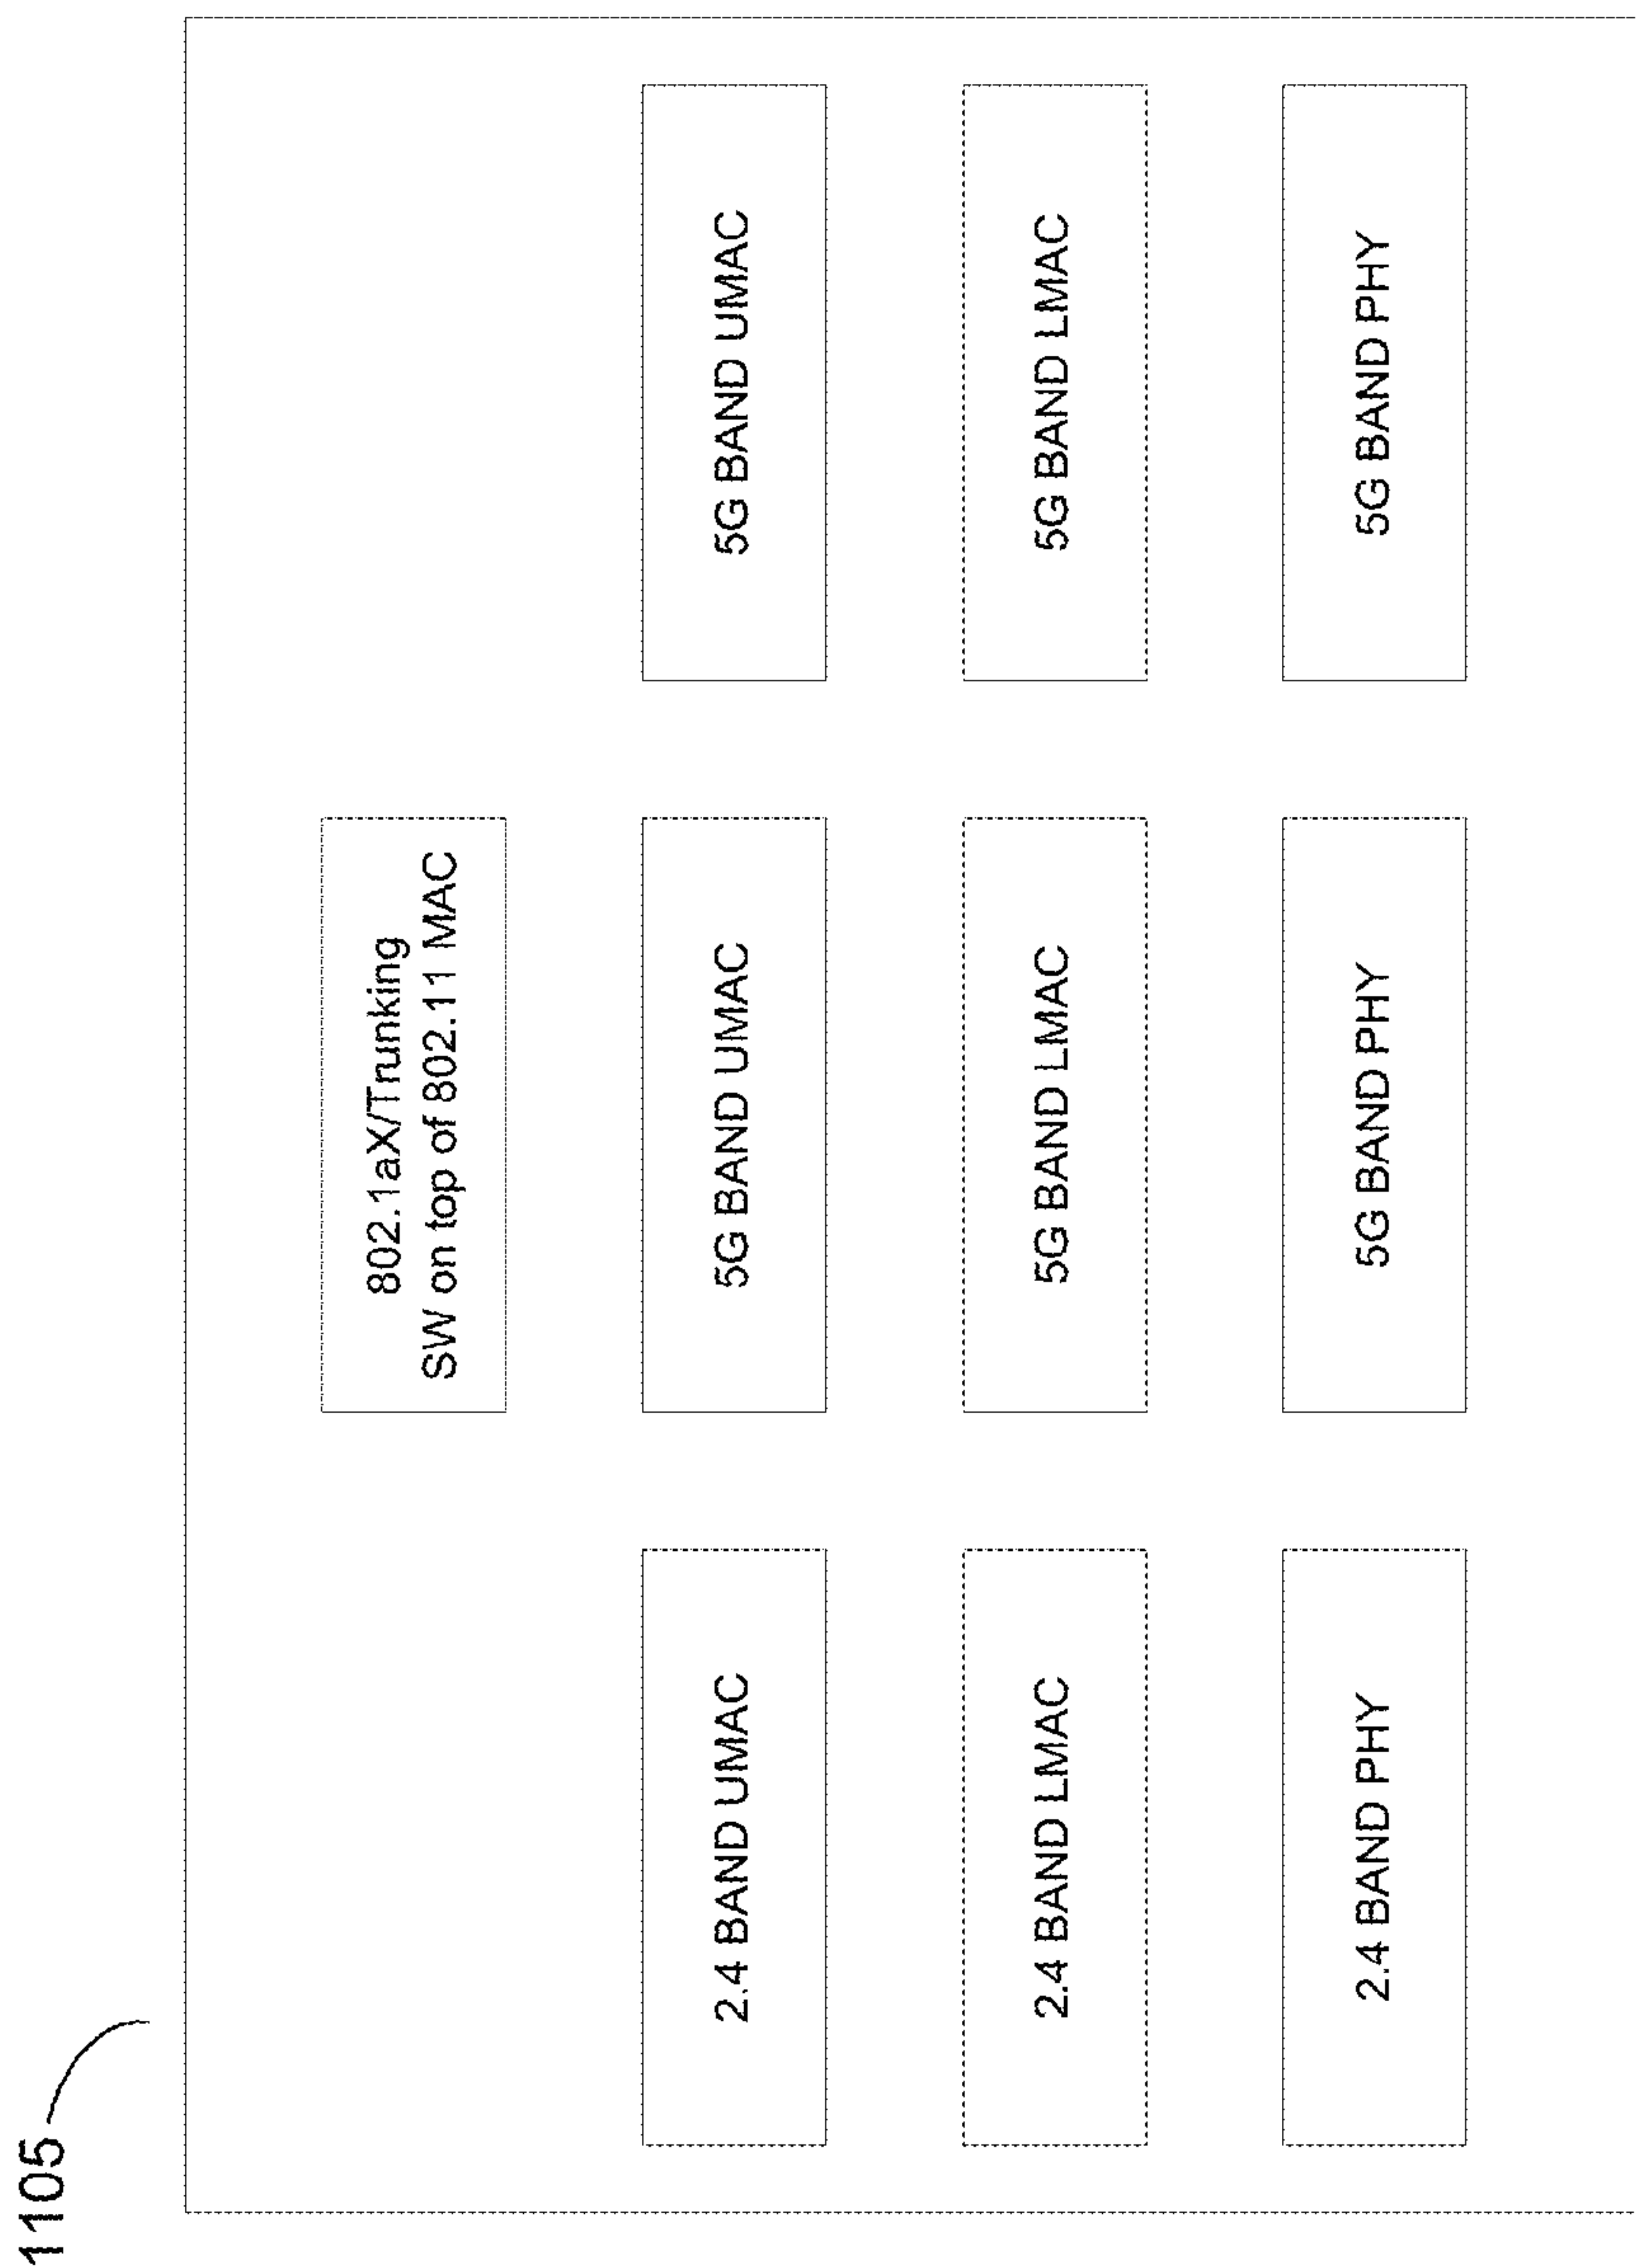 1105
802.1aX/Trunking
SW on top of 802.11 MAC
2.4 BAND UMAC
5G BAND UMAC
5G BAND UMAC
2.4 BAND LMAC
5G BAND LMAC
5G BAND LMAC
2.4 BAND PHY
5G BAND PHY
5G BAND PHY